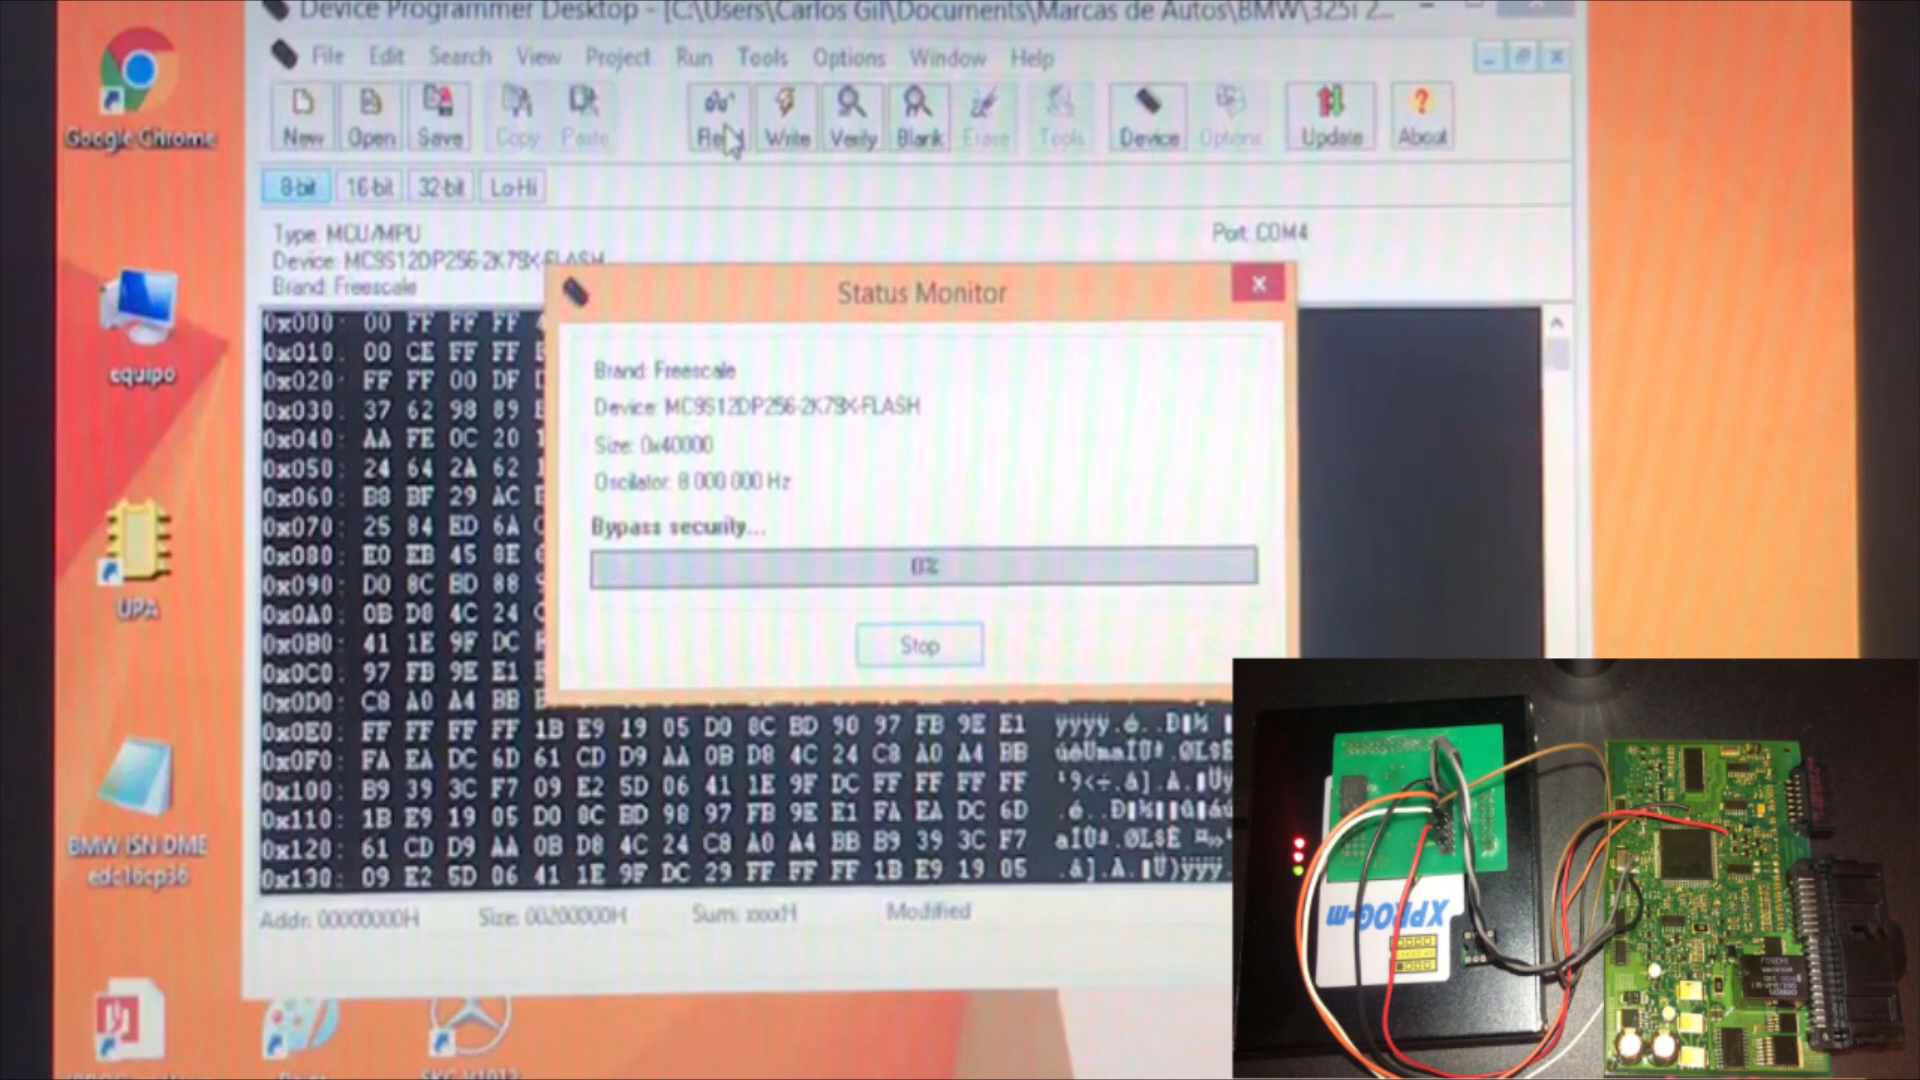 Device Programmer Desktop - [C:\Users\Carlos Gil\Documents\Marcas de Autos\BMW\325i 2...
File Edit Search View Project Run Tools Options Window Help
New Open Save Copy Paste Read Write Verify Blank Erase Tools Device Options Update About
8-bit 16-bit 32-bit Lo-Hi
Type: MCU/MPU
Port: COM4
Device: MC9S12DP256-2K79X-FLASH
Brand: Freescale
Status Monitor
Brand: Freescale
Device: MC9S12DP256-2K79X-FLASH
Size: 0x40000
Oscilator: 8 000 000 Hz
Bypass security...
0%
Stop
0x000: 00 FF FF FF
0x010: 00 CE FF FF
0x020: FF FF 00 DF
0x030: 37 62 98 89
0x040: AA FE 0C 20
0x050: 24 64 2A 62
0x060: B8 BF 29 AC
0x070: 25 84 ED 6A
0x080: E0 EB 45 8E
0x090: D0 8C BD 88
0x0A0: 0B D8 4C 24
0x0B0: 41 1E 9F DC
0x0C0: 97 FB 9E E1
0x0D0: C8 A0 A4 BB
0x0E0: FF FF FF FF 1B E9 19 05 D0 8C BD 90 97 FB 9E E1
0x0F0: FA EA DC 6D 61 CD D9 AA 0B D8 4C 24 C8 A0 A4 BB
0x100: B9 39 3C F7 09 E2 5D 06 41 1E 9F DC FF FF FF FF
0x110: 1B E9 19 05 D0 8C BD 98 97 FB 9E E1 FA EA DC 6D
0x120: 61 CD D9 AA 0B D8 4C 24 C8 A0 A4 BB B9 39 3C F7
0x130: 09 E2 5D 06 41 1E 9F DC 29 FF FF FF 1B E9 19 05
Addr: 00000000H Size: 00200000H Sum: xxxxH Modified
Google Chrome
equipo
UPA
BMW ISN DME
edc16cp36
XPROG-m